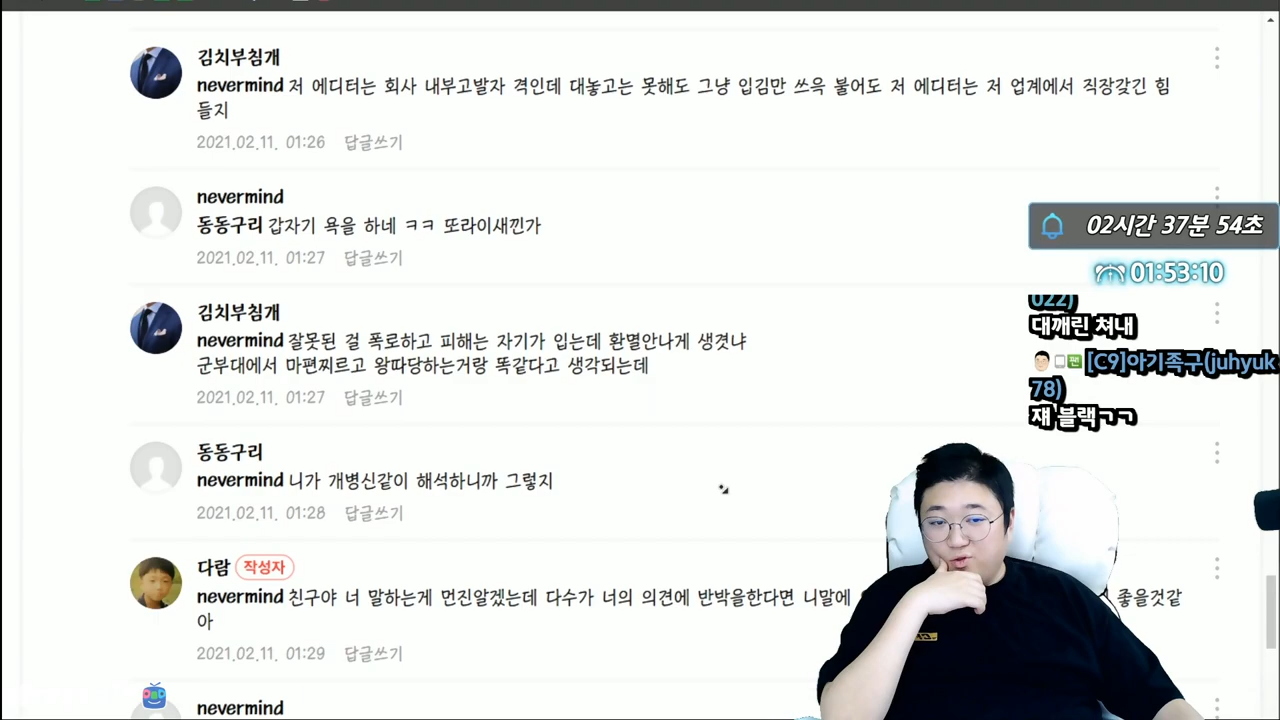 김치부침개
nevermind 저 에디터는 회사 내부고발자 격인데 대놓고는 못해도 그냥 입김만 쓰윽 불어도 저 에디터는 저 업계에서 직장갖긴 힘
들지
2021.02.11. 01:26 답글쓰기
nevermind
동동구리 갑자기 욕을 하네 ㅋㅋ 또라이새낀가
2021.02.11. 01:27 답글쓰기
02시간 37분 54초
01:53:10
김치부침개
nevermind 잘못된 걸 폭로하고 피해는 자기가 입는데 환멸안나게 생겻냐
군부대에서 마편찌르고 왕따당하는거랑 똑같다고 생각되는데
2021.02.11. 01:27 답글쓰기
022)
대깨린 쳐내
[C9]아기족구(juhyuk
78)
쟤 블랙ㄱㄱ
동동구리
nevermind 니가 개병신같이 해석하니까 그렇지
2021.02.11. 01:28 답글쓰기
다람 작성자
nevermind 친구야 너 말하는게 먼진알겠는데 다수가 너의 의견에 반박을한다면 니말에 좋을것같
아
2021.02.11. 01:29 답글쓰기
nevermind